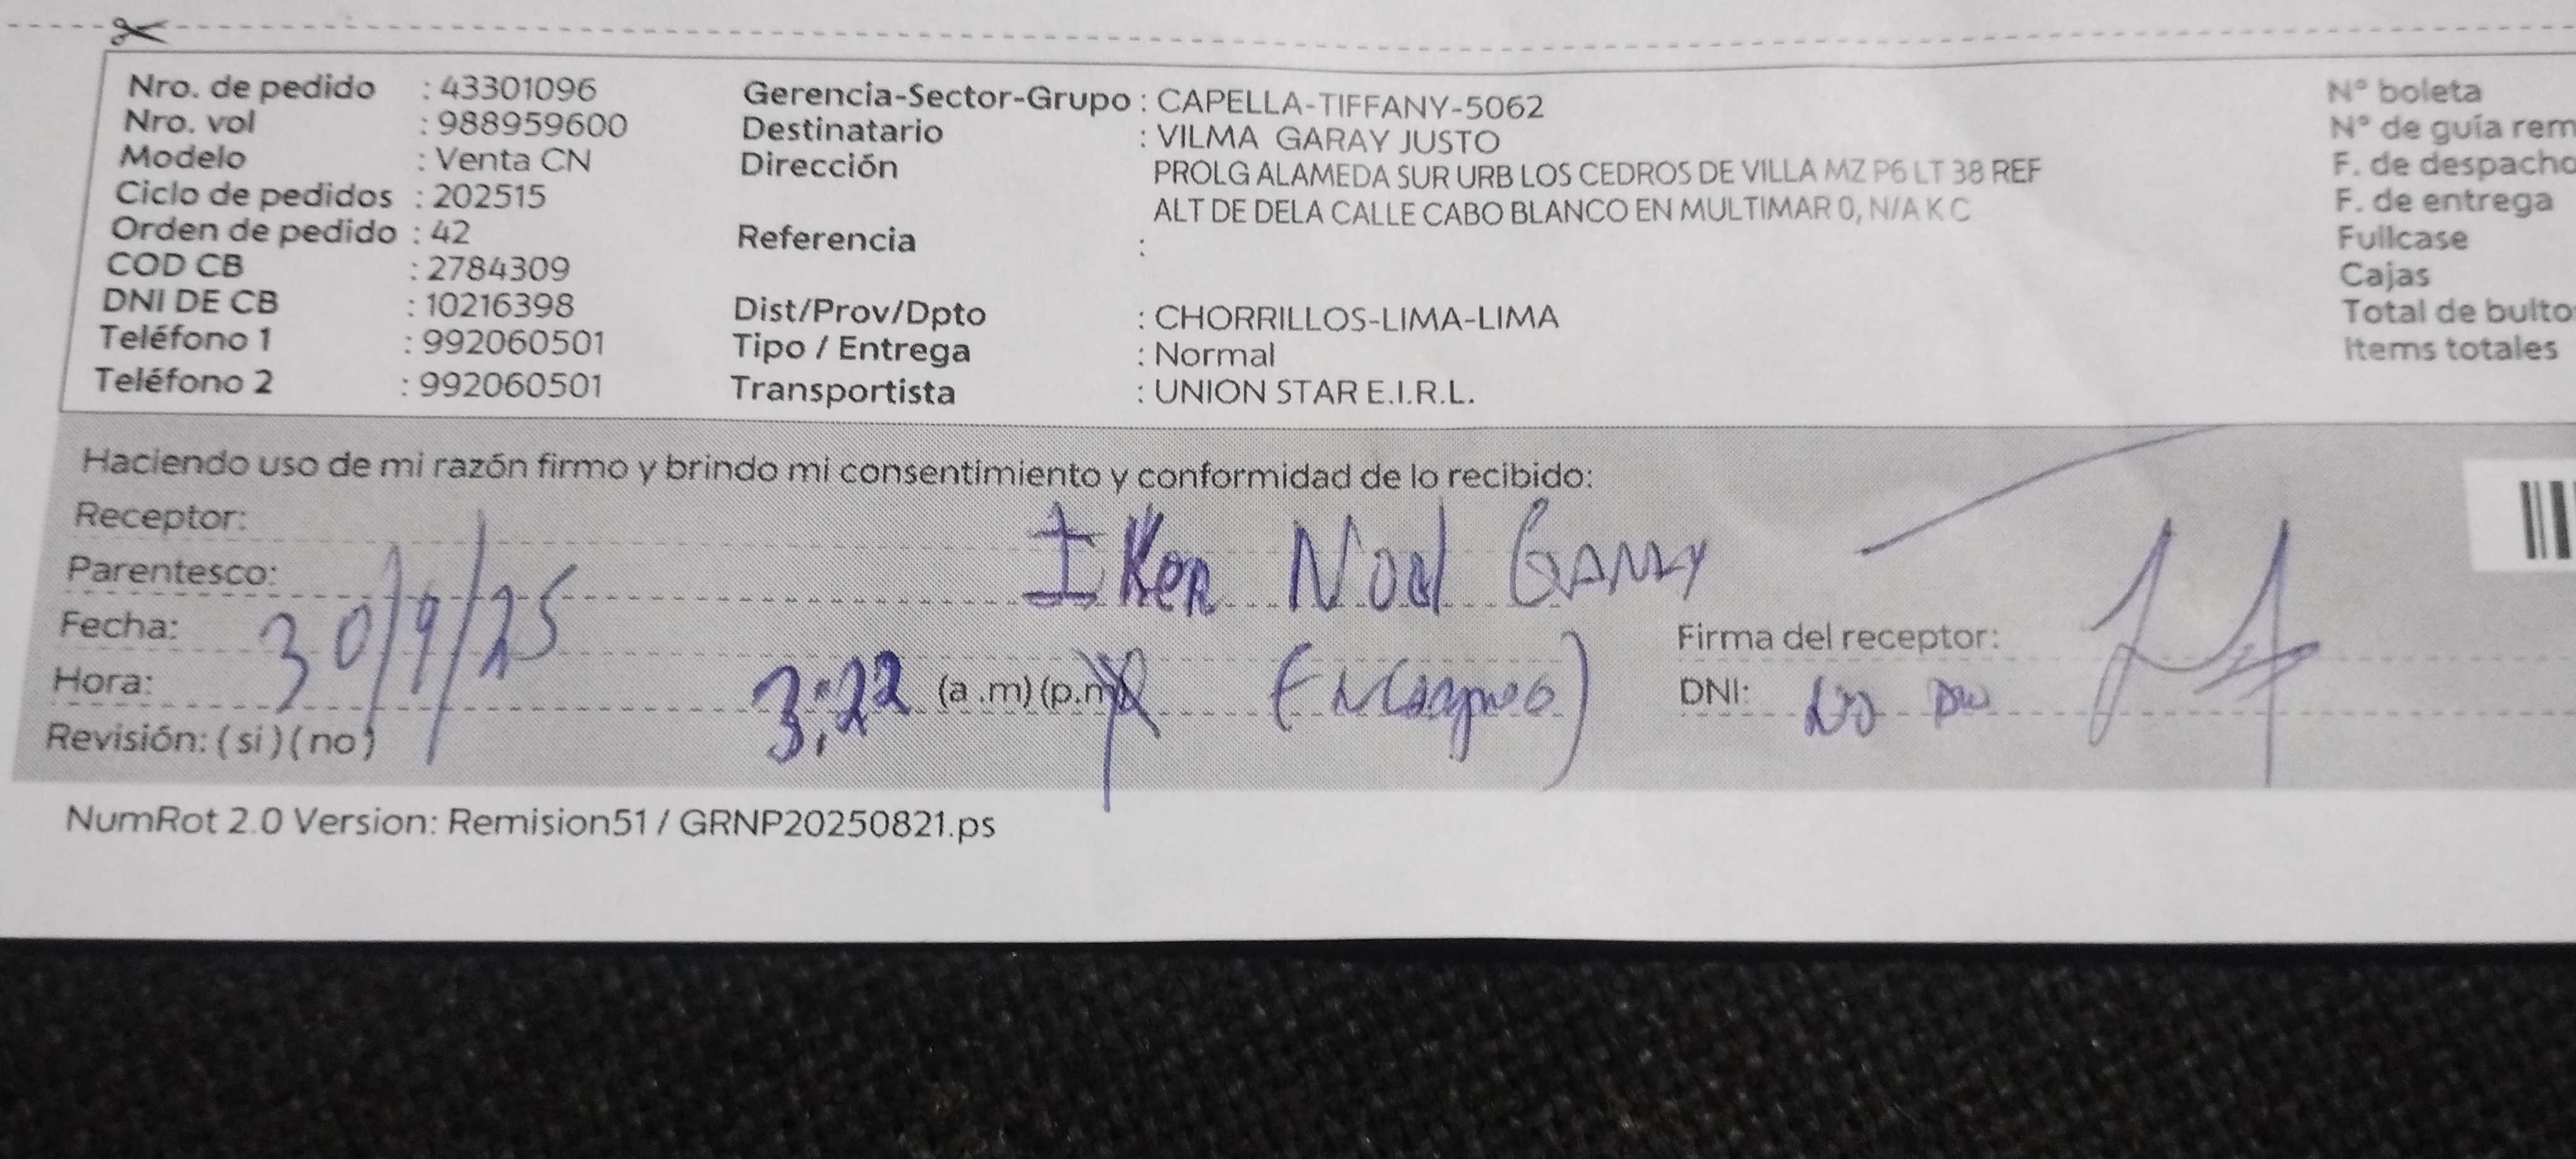 Nro. de pedido : 43301096
Nro. vol : 988959600
Modelo : Venta CN
Ciclo de pedidos : 202515
Orden de pedido : 42
COD CB : 2784309
DNI DE CB : 10216398
Teléfono 1 : 992060501
Teléfono 2 : 992060501
Gerencia-Sector-Grupo : CAPELLA-TIFFANY-5062
Destinatario : VILMA GARAY JUSTO
Dirección PROLG ALAMEDA SUR URB LOS CEDROS DE VILLA MZ P6 LT 38 REF
ALT DE DELA CALLE CABO BLANCO EN MULTIMAR 0, N/A K C
Referencia :
Dist/Prov/Dpto : CHORRILLOS-LIMA-LIMA
Tipo / Entrega : Normal
Transportista : UNION STAR E.I.R.L.
N° boleta
N° de guía rem
F. de despacho
F. de entrega
Fullcase
Cajas
Total de bulto
Items totales
Haciendo uso de mi razón firmo y brindo mi consentimiento y conformidad de lo recibido:
Receptor:
Iker Noel Garay
Parentesco:
Fecha: 30/9/25
Hora: 3:22 (a.m) (p.m)
Revisión: ( si ) ( no )
Firma del receptor:
DNI: no
NumRot 2.0 Version: Remision51 / GRNP20250821.ps